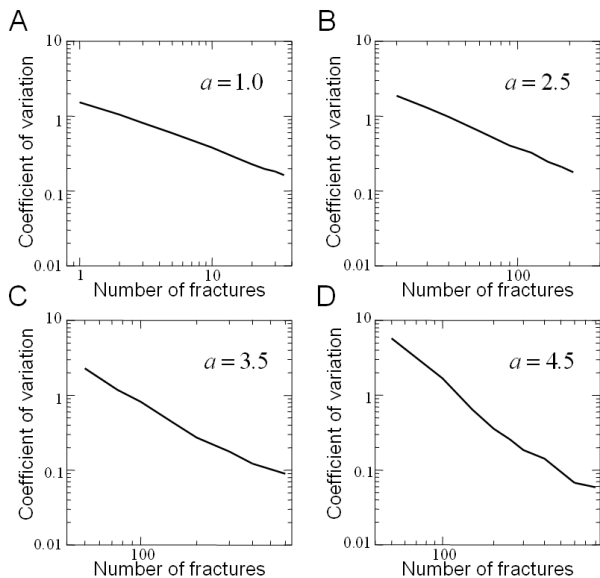 A
B
Coefficient of variation
10
1
0.1
0.01
a = 1.0
1
10
Number of fractures
Coefficient of variation
10
1
0.1
0.01
a = 2.5
100
Number of fractures
C
D
Coefficient of variation
10
1
0.1
0.01
a = 3.5
100
Number of fractures
Coefficient of variation
10
1
0.1
0.01
a = 4.5
100
Number of fractures